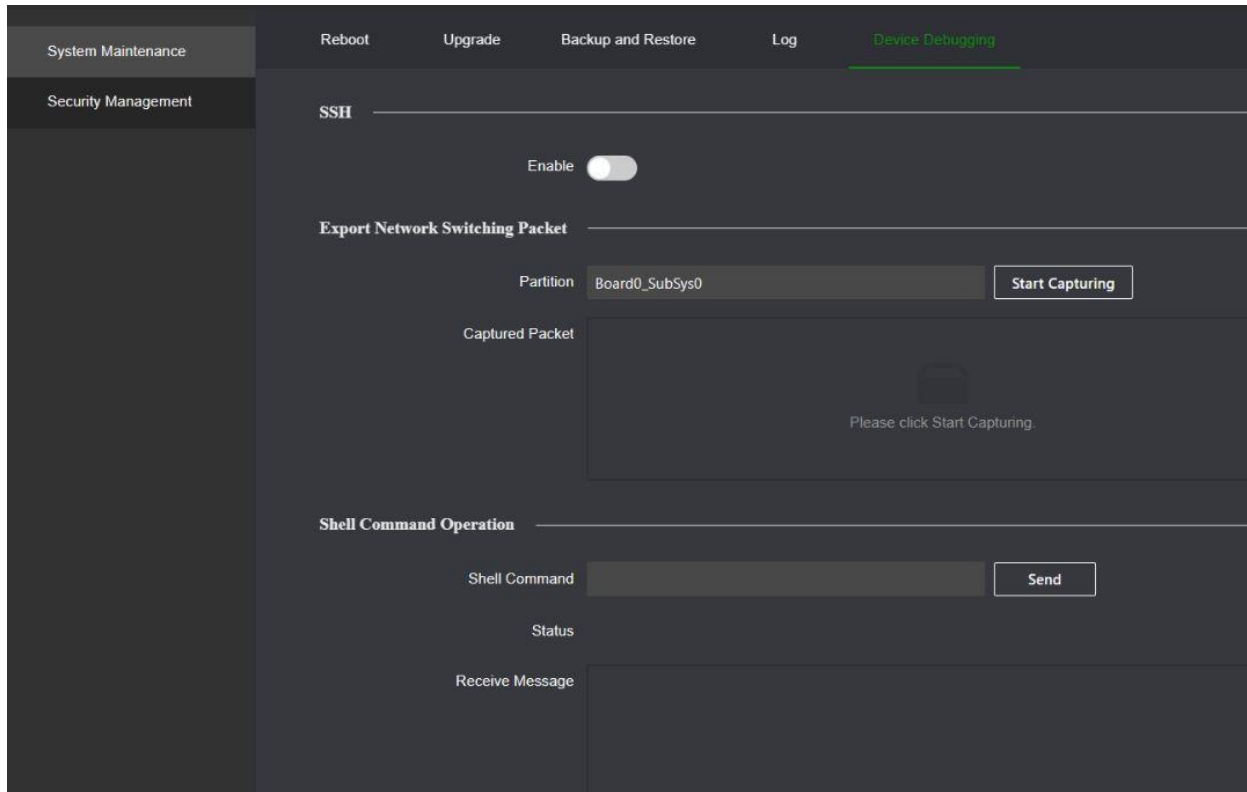 System Maintenance
Security Management
Reboot Upgrade Backup and Restore Log Device Debugging
SSH
Enable
Export Network Switching Packet
Partition Board0_SubSys0 Start Capturing
Captured Packet
Please click Start Capturing.
Shell Command Operation
Shell Command Send
Status
Receive Message